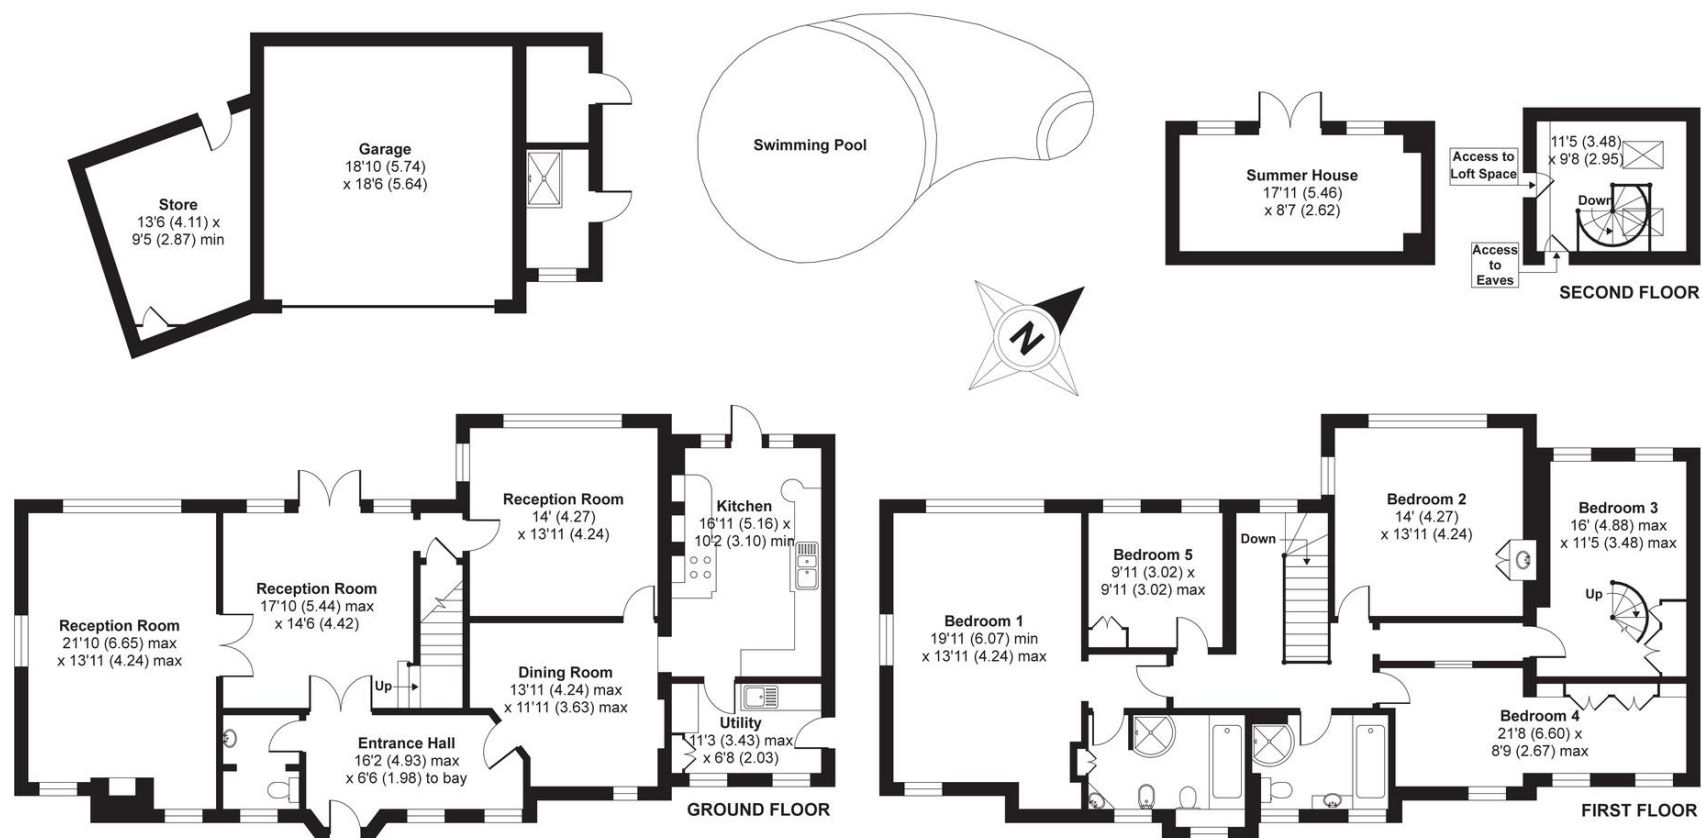 Garage
18'10 (5.74)
x 18'6 (5.64)
Store
13'6 (4.11) x
9'5 (2.87) min
Swimming Pool
Summer House
17'11 (5.46)
x 8'7 (2.62)
11'5 (3.48)
x 9'8 (2.95)
Access to
Loft Space
Down
Access
to
Eaves
SECOND FLOOR
N
Reception Room
21'10 (6.65) max
x 13'11 (4.24) max
Reception Room
17'10 (5.44) max
x 14'6 (4.42)
Reception Room
14' (4.27)
x 13'11 (4.24)
Kitchen
16'11 (5.16) x
10'2 (3.10) min
Up
Dining Room
13'11 (4.24) max
x 11'11 (3.63) max
Utility
11'3 (3.43) max
x 6'8 (2.03)
Entrance Hall
16'2 (4.93) max
x 6'6 (1.98) to bay
GROUND FLOOR
Bedroom 1
19'11 (6.07) min
x 13'11 (4.24) max
Bedroom 5
9'11 (3.02) x
9'11 (3.02) max
Down
Bedroom 2
14' (4.27)
x 13'11 (4.24)
Bedroom 3
16' (4.88) max
x 11'5 (3.48) max
Up
Bedroom 4
21'8 (6.60) x
8'9 (2.67) max
FIRST FLOOR